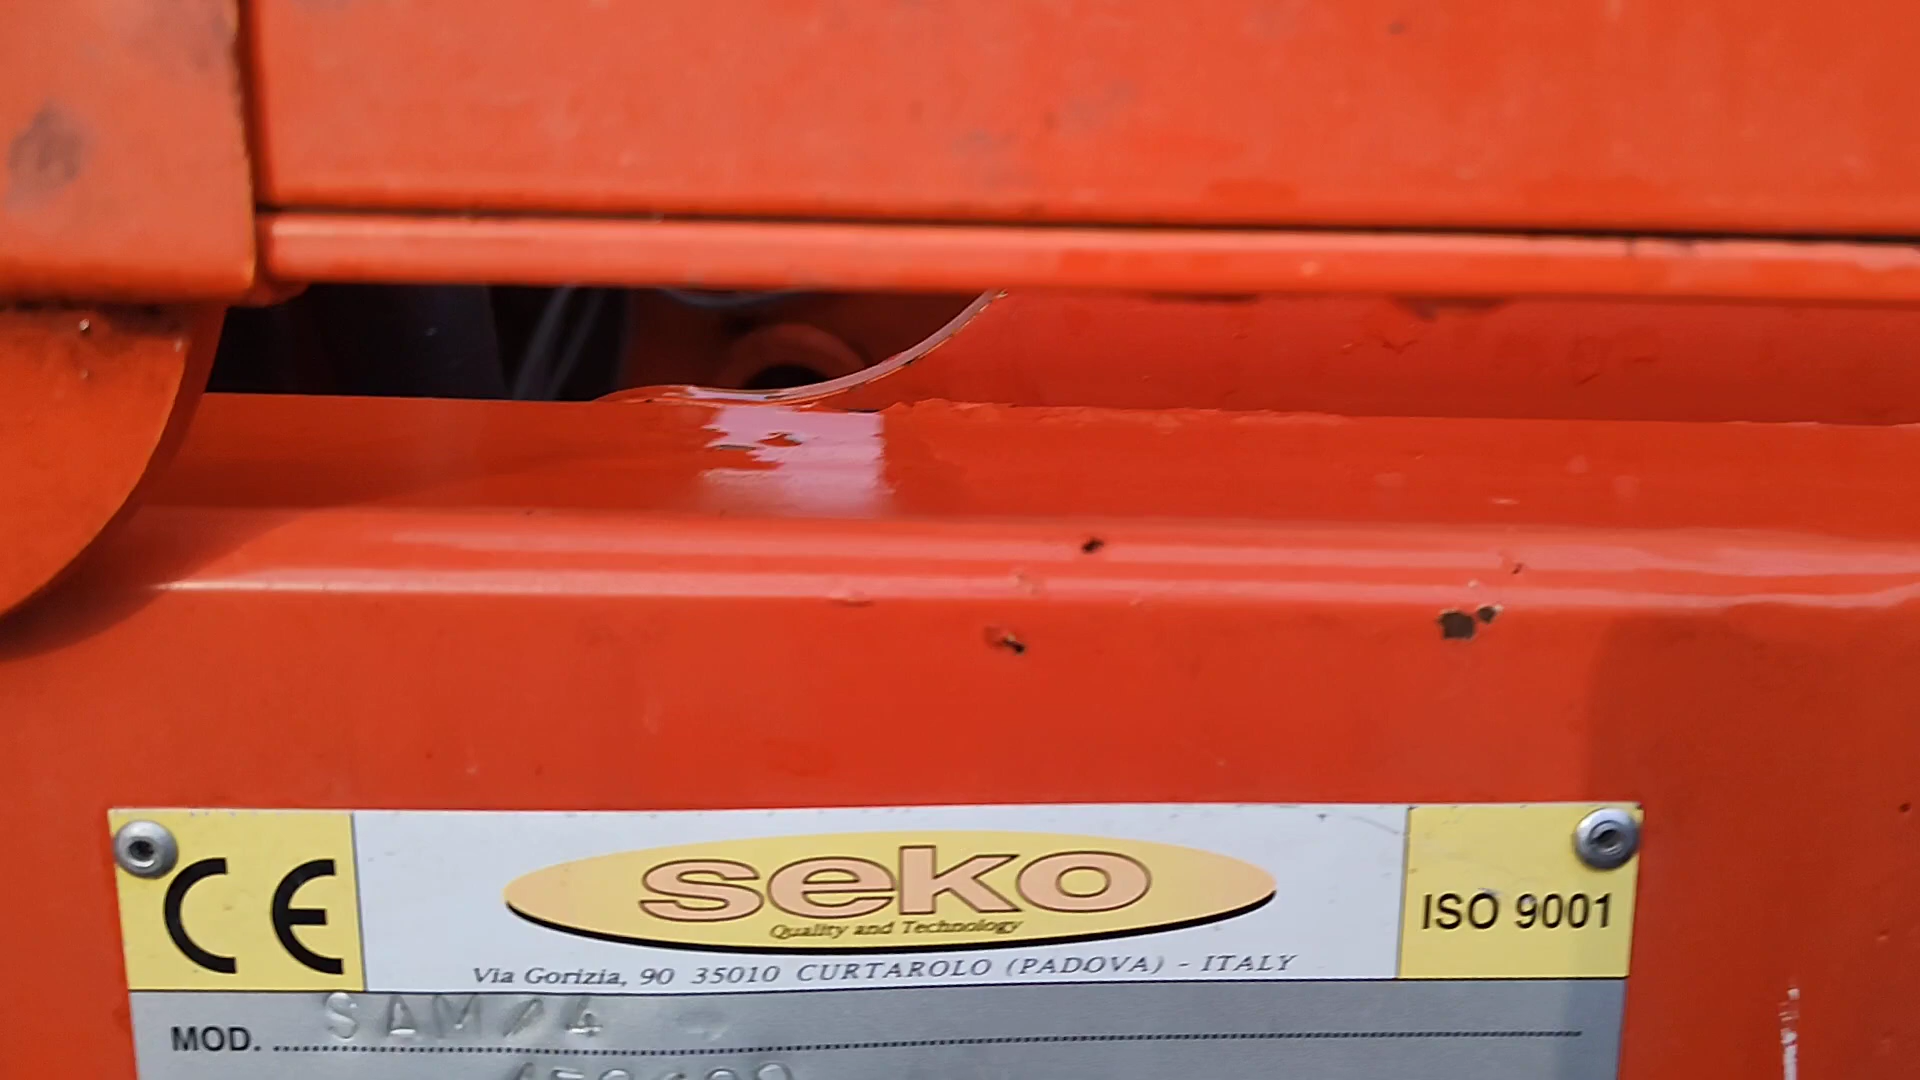 CE
seko
Quality and Technology
Via Gorizia, 90 35010 CURTAROLO (PADOVA) - ITALY
ISO 9001
MOD.